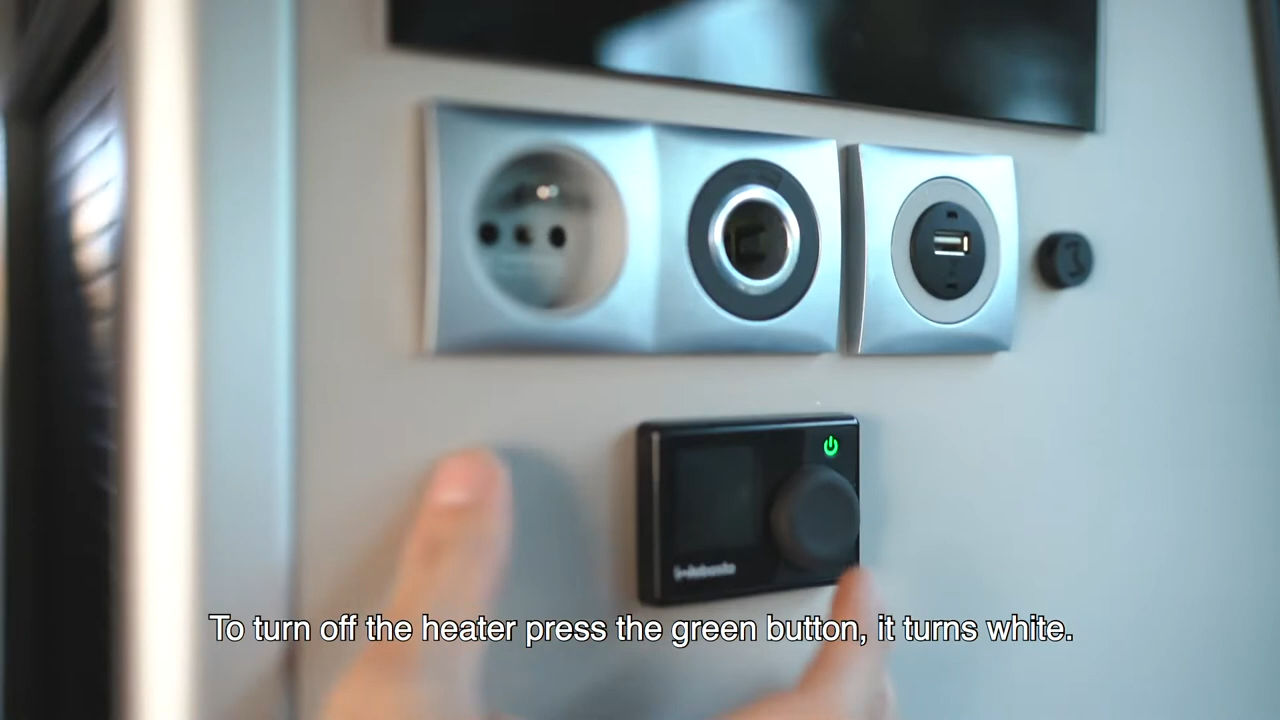 To turn off the heater press the green button, it turns white.